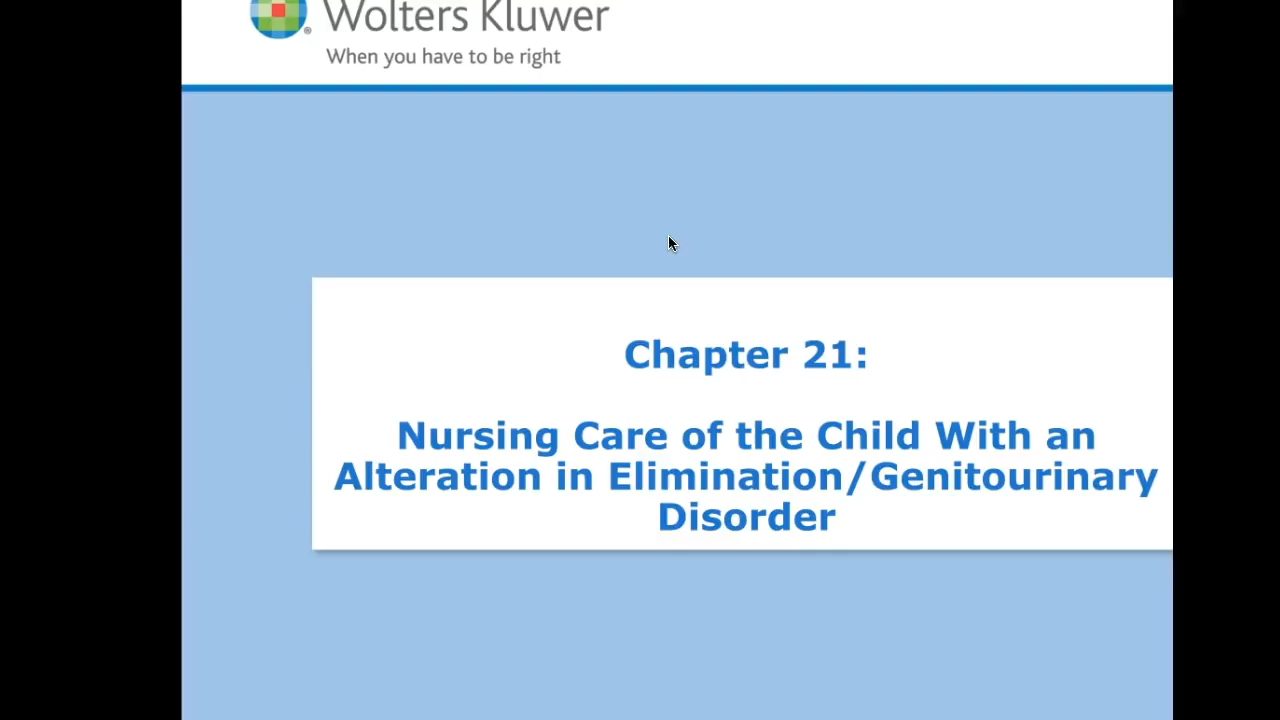 Wolters Kluwer
®
When you have to be right
Chapter 21:
Nursing Care of the Child With an
Alteration in Elimination/Genitourinary
Disorder